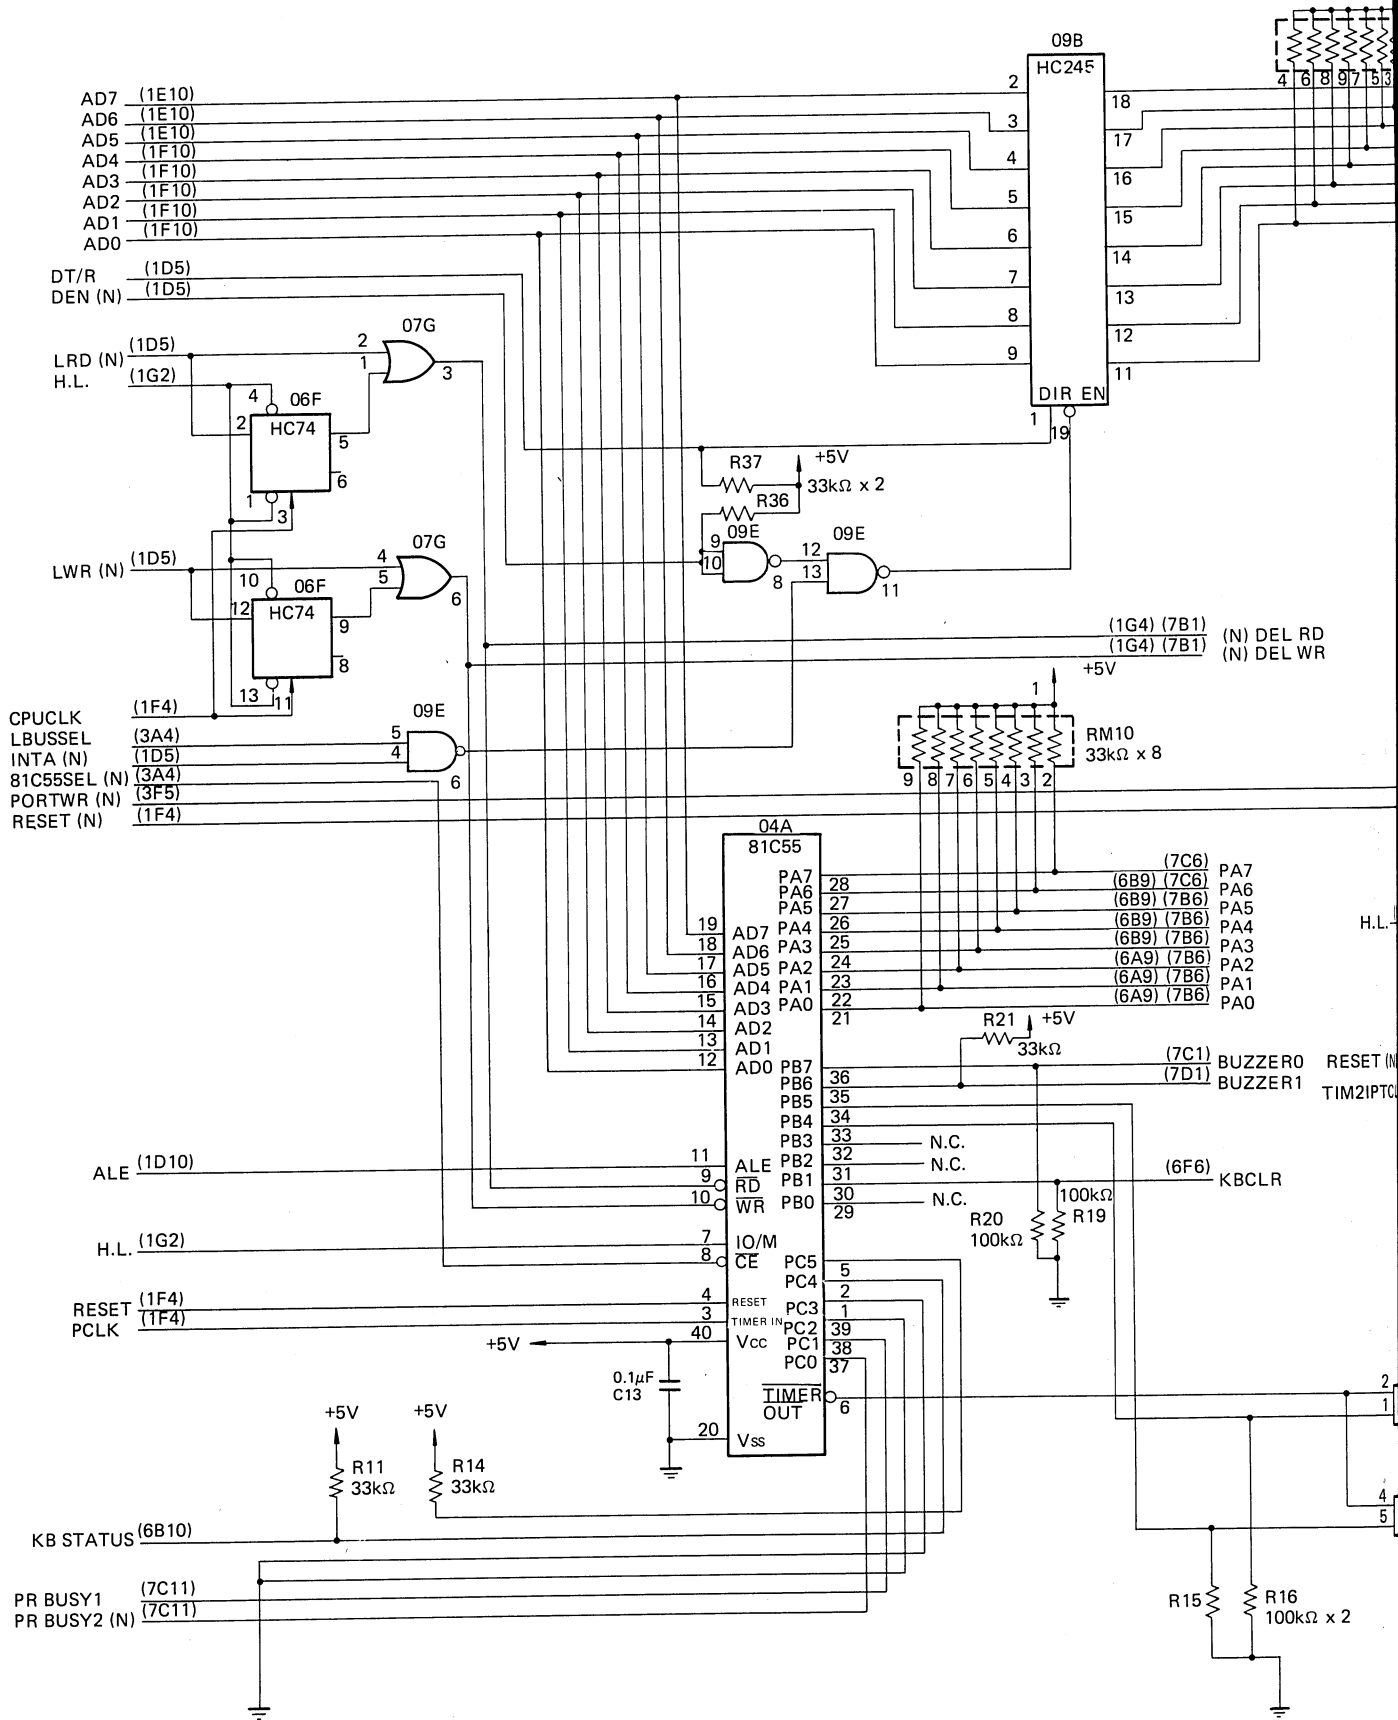 09B
HC245
4 6 8 9 7 5 3
AD7 (1E10)
AD6 (1E10)
AD5 (1E10)
AD4 (1F10)
AD3 (1F10)
AD2 (1F10)
AD1 (1F10)
AD0 (1F10)
2 18
3 17
4 16
5 15
6 14
7 13
8 12
9 11
DIR EN
1 19
DT/R (1D5)
DEN (N) (1D5)
LRD (N) (1D5)
H.L. (1G2)
07G
2
1
3
4 06F
HC74
2 5
6
1 3
R37 +5V
33kΩ x 2
R36
09E 09E
9 12
10 13
8 11
LWR (N) (1D5)
07G
4
5
6
10 06F
HC74
12 9
8
13 11
(1G4) (7B1) (N) DEL RD
(1G4) (7B1) (N) DEL WR
+5V
1
CPUCLK (1F4)
LBUSSEL (3A4)
INTA (N) (1D5)
81C55SEL (N) (3A4)
PORTWR (N) (3F5)
RESET (N) (1F4)
09E
5
4
6
RM10
33kΩ x 8
9 8 7 6 5 4 3 2
04A
81C55
PA7 28 (7C6) PA7
PA6 27 (6B9) (7C6) PA6
PA5 26 (6B9) (7B6) PA5
PA4 25 (6B9) (7B6) PA4
PA3 24 (6B9) (7B6) PA3
PA2 23 (6A9) (7B6) PA2
PA1 22 (6A9) (7B6) PA1
PA0 21 (6A9) (7B6) PA0
H.L.
19 AD7
18 AD6
17 AD5
16 AD4
15 AD3
14 AD2
13 AD1
12 AD0
R21 +5V
33kΩ
PB7 36 (7C1) BUZZER0
PB6 35 (7D1) BUZZER1
PB5 34
PB4 33
PB3 32 N.C.
PB2 31 N.C.
PB1 30 (6F6) KBCLR
PB0 29 N.C.
RESET (N
TIM2IPTCL
ALE (1D10) 11 ALE
9 RD
10 WR
100kΩ
R19
R20
100kΩ
H.L. (1G2) 7 IO/M
8 CE
PC5 5
PC4 2
PC3 1
PC2 39
PC1 38
PC0 37
RESET (1F4) 4 RESET
PCLK (1F4) 3 TIMER IN
+5V 40 VCC
0.1μF
C13
TIMER
OUT
6
20 VSS
2
1
4
5
+5V +5V
R11
33kΩ
R14
33kΩ
KB STATUS (6B10)
PR BUSY1 (7C11)
PR BUSY2 (N) (7C11)
R15
R16
100kΩ x 2